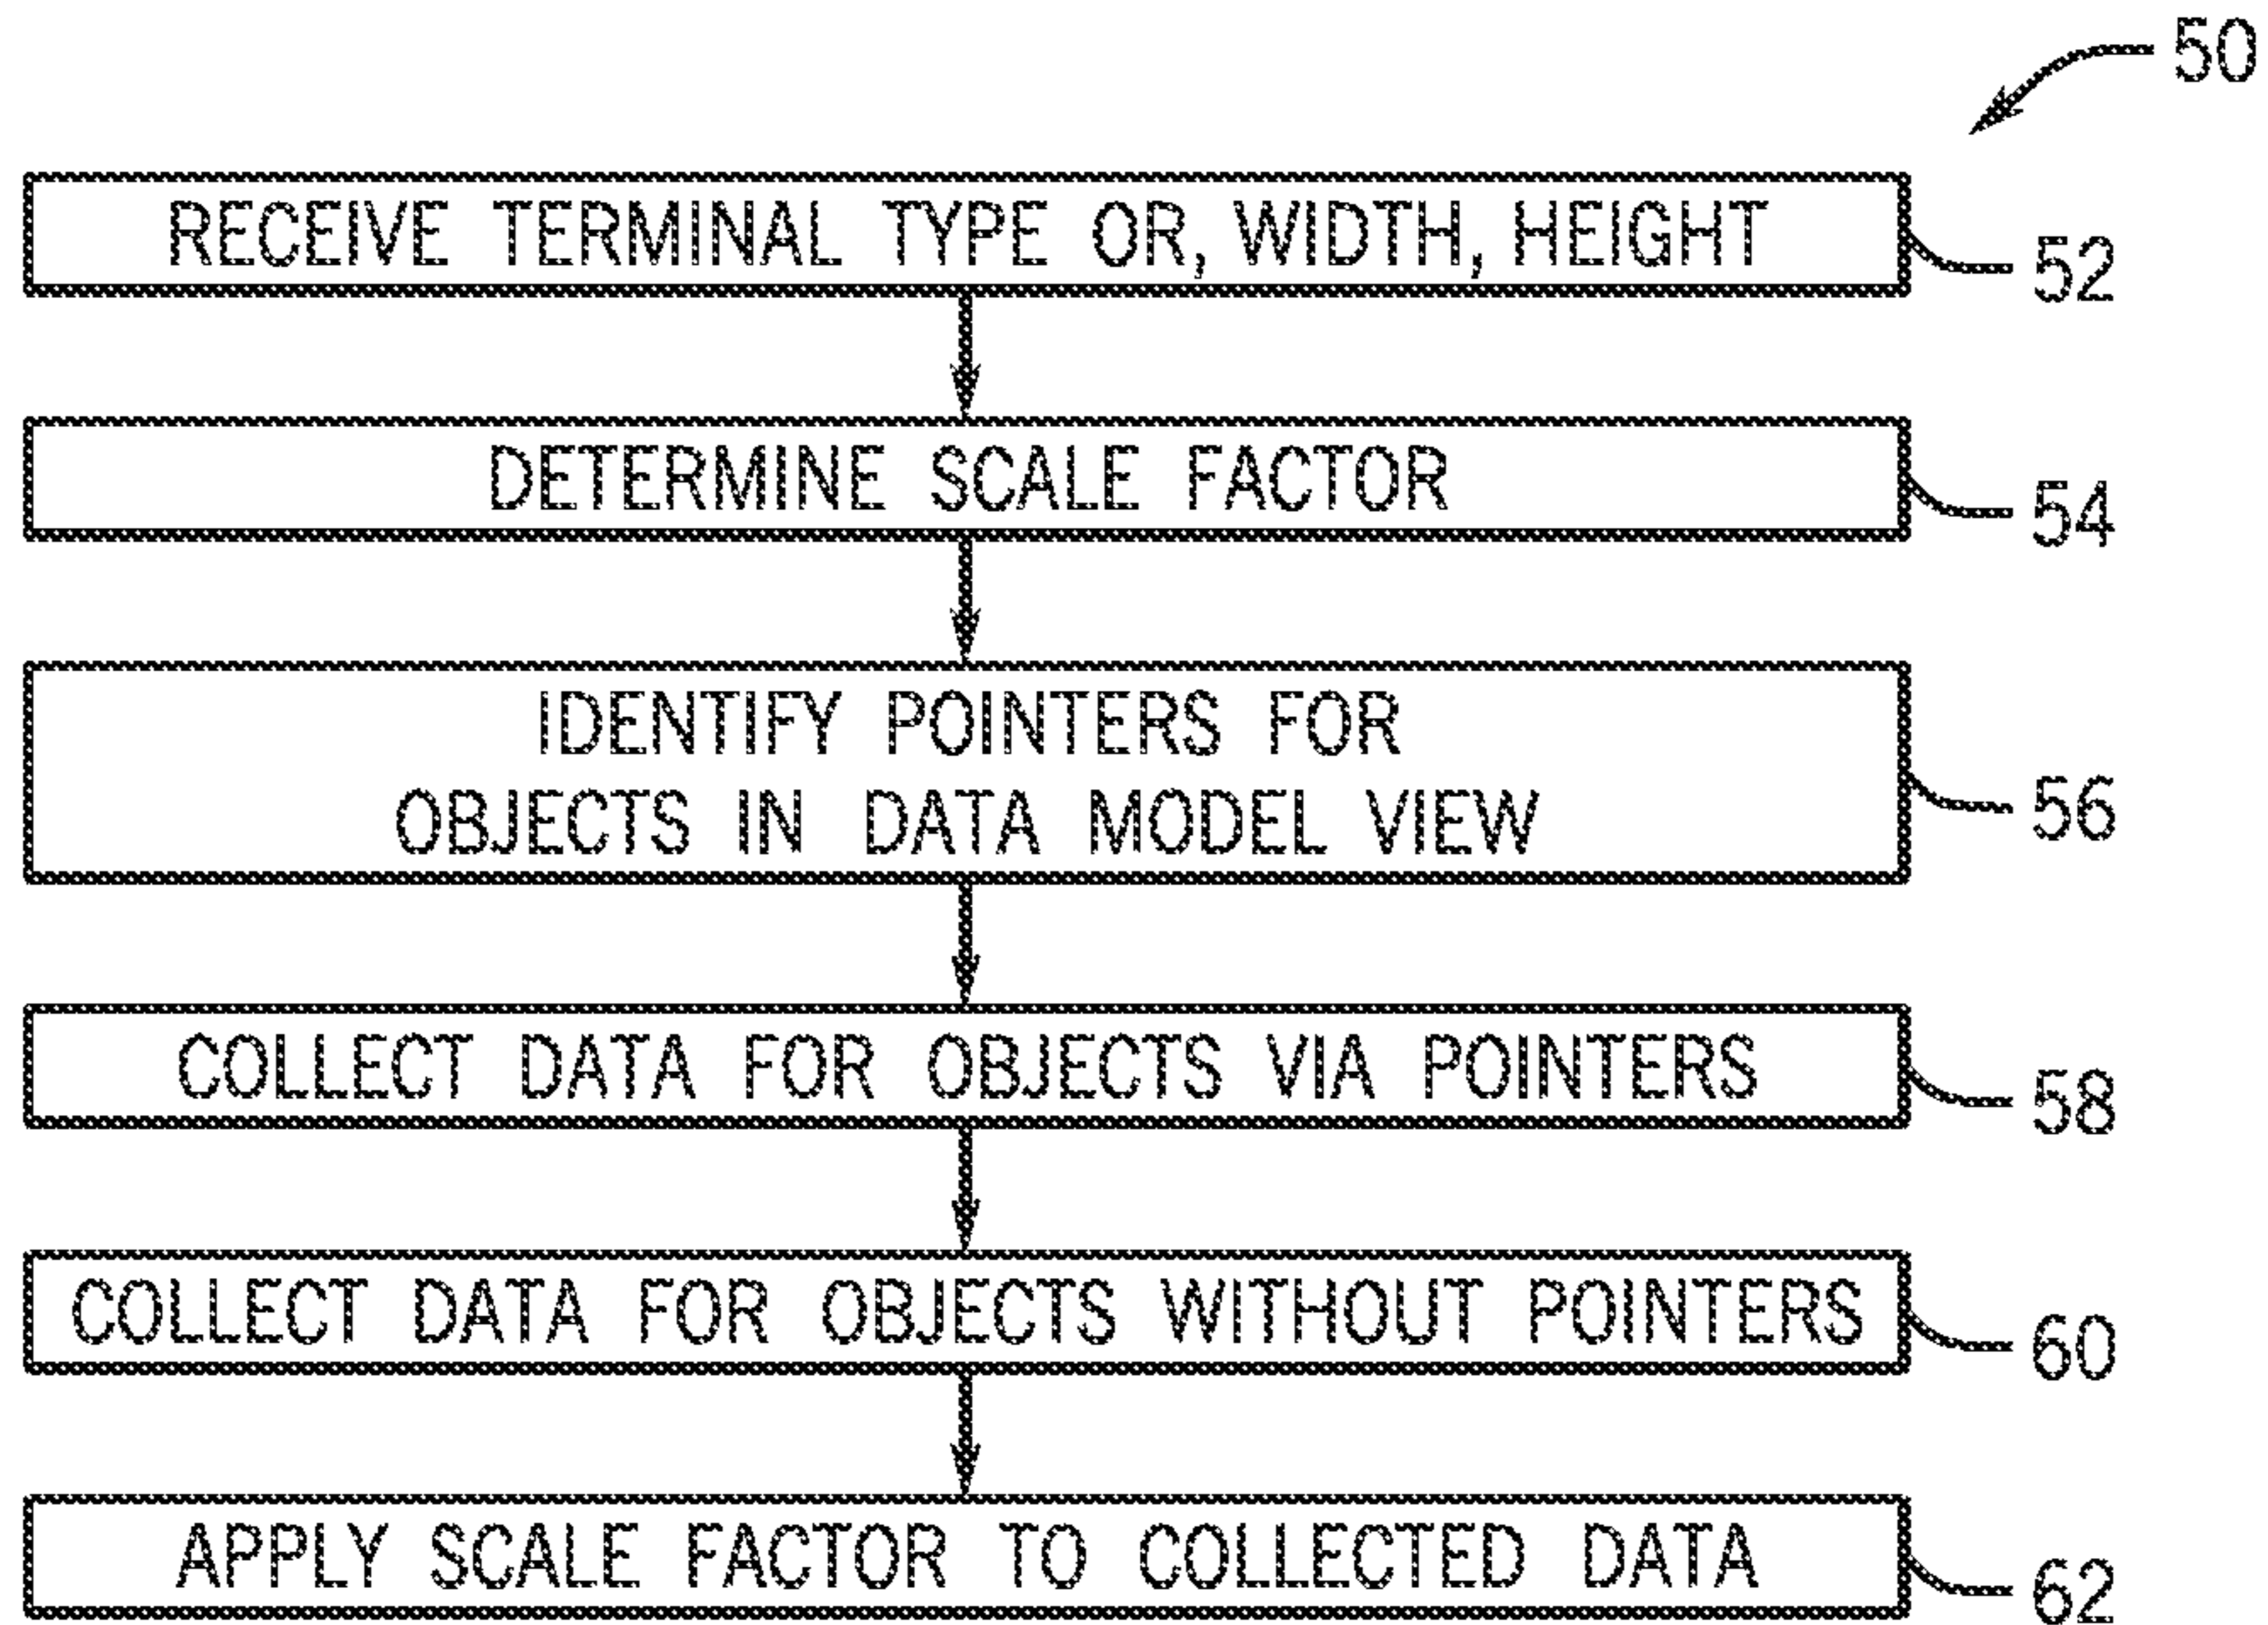 50
RECEIVE TERMINAL TYPE OR, WIDTH, HEIGHT
52
DETERMINE SCALE FACTOR
54
IDENTIFY POINTERS FOR
OBJECTS IN DATA MODEL VIEW
56
COLLECT DATA FOR OBJECTS VIA POINTERS
58
COLLECT DATA FOR OBJECTS WITHOUT POINTERS
60
APPLY SCALE FACTOR TO COLLECTED DATA
62